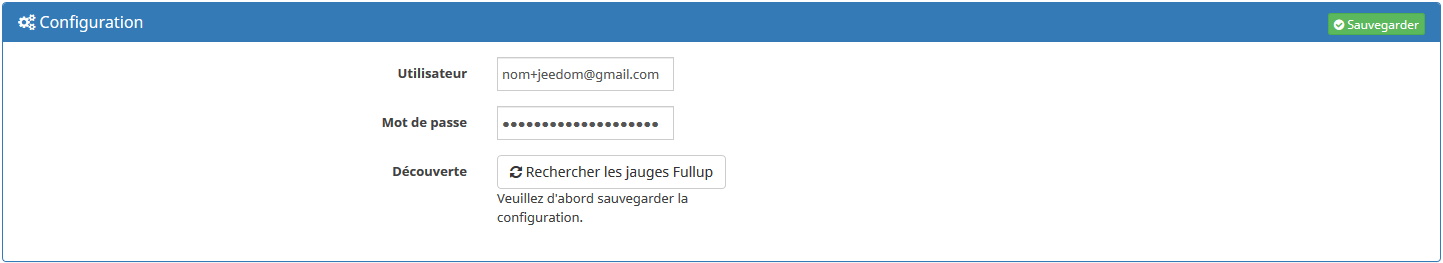 Configuration
Sauvegarder
Utilisateur
nom+jeedom@gmail.com
Mot de passe
••••••••••••••••••••
Découverte
Rechercher les jauges Fullup
Veuillez d'abord sauvegarder la
configuration.